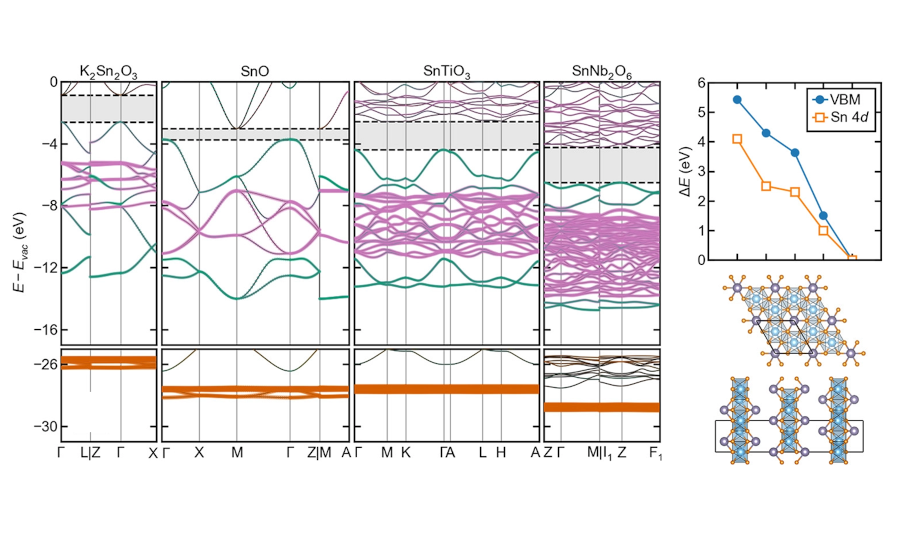 K₂Sn₂O₃ SnO SnTiO₃ SnNb₂O₆
0
−4
−8
−12
−16
−26
−30
E − Evac (eV)
Γ L|Z Γ X Γ X M Γ Z|M A Γ M K Γ A L H A Z Γ M|I₁ Z F₁
6
5
4
3
2
1
0
ΔE (eV)
VBM
Sn 4d